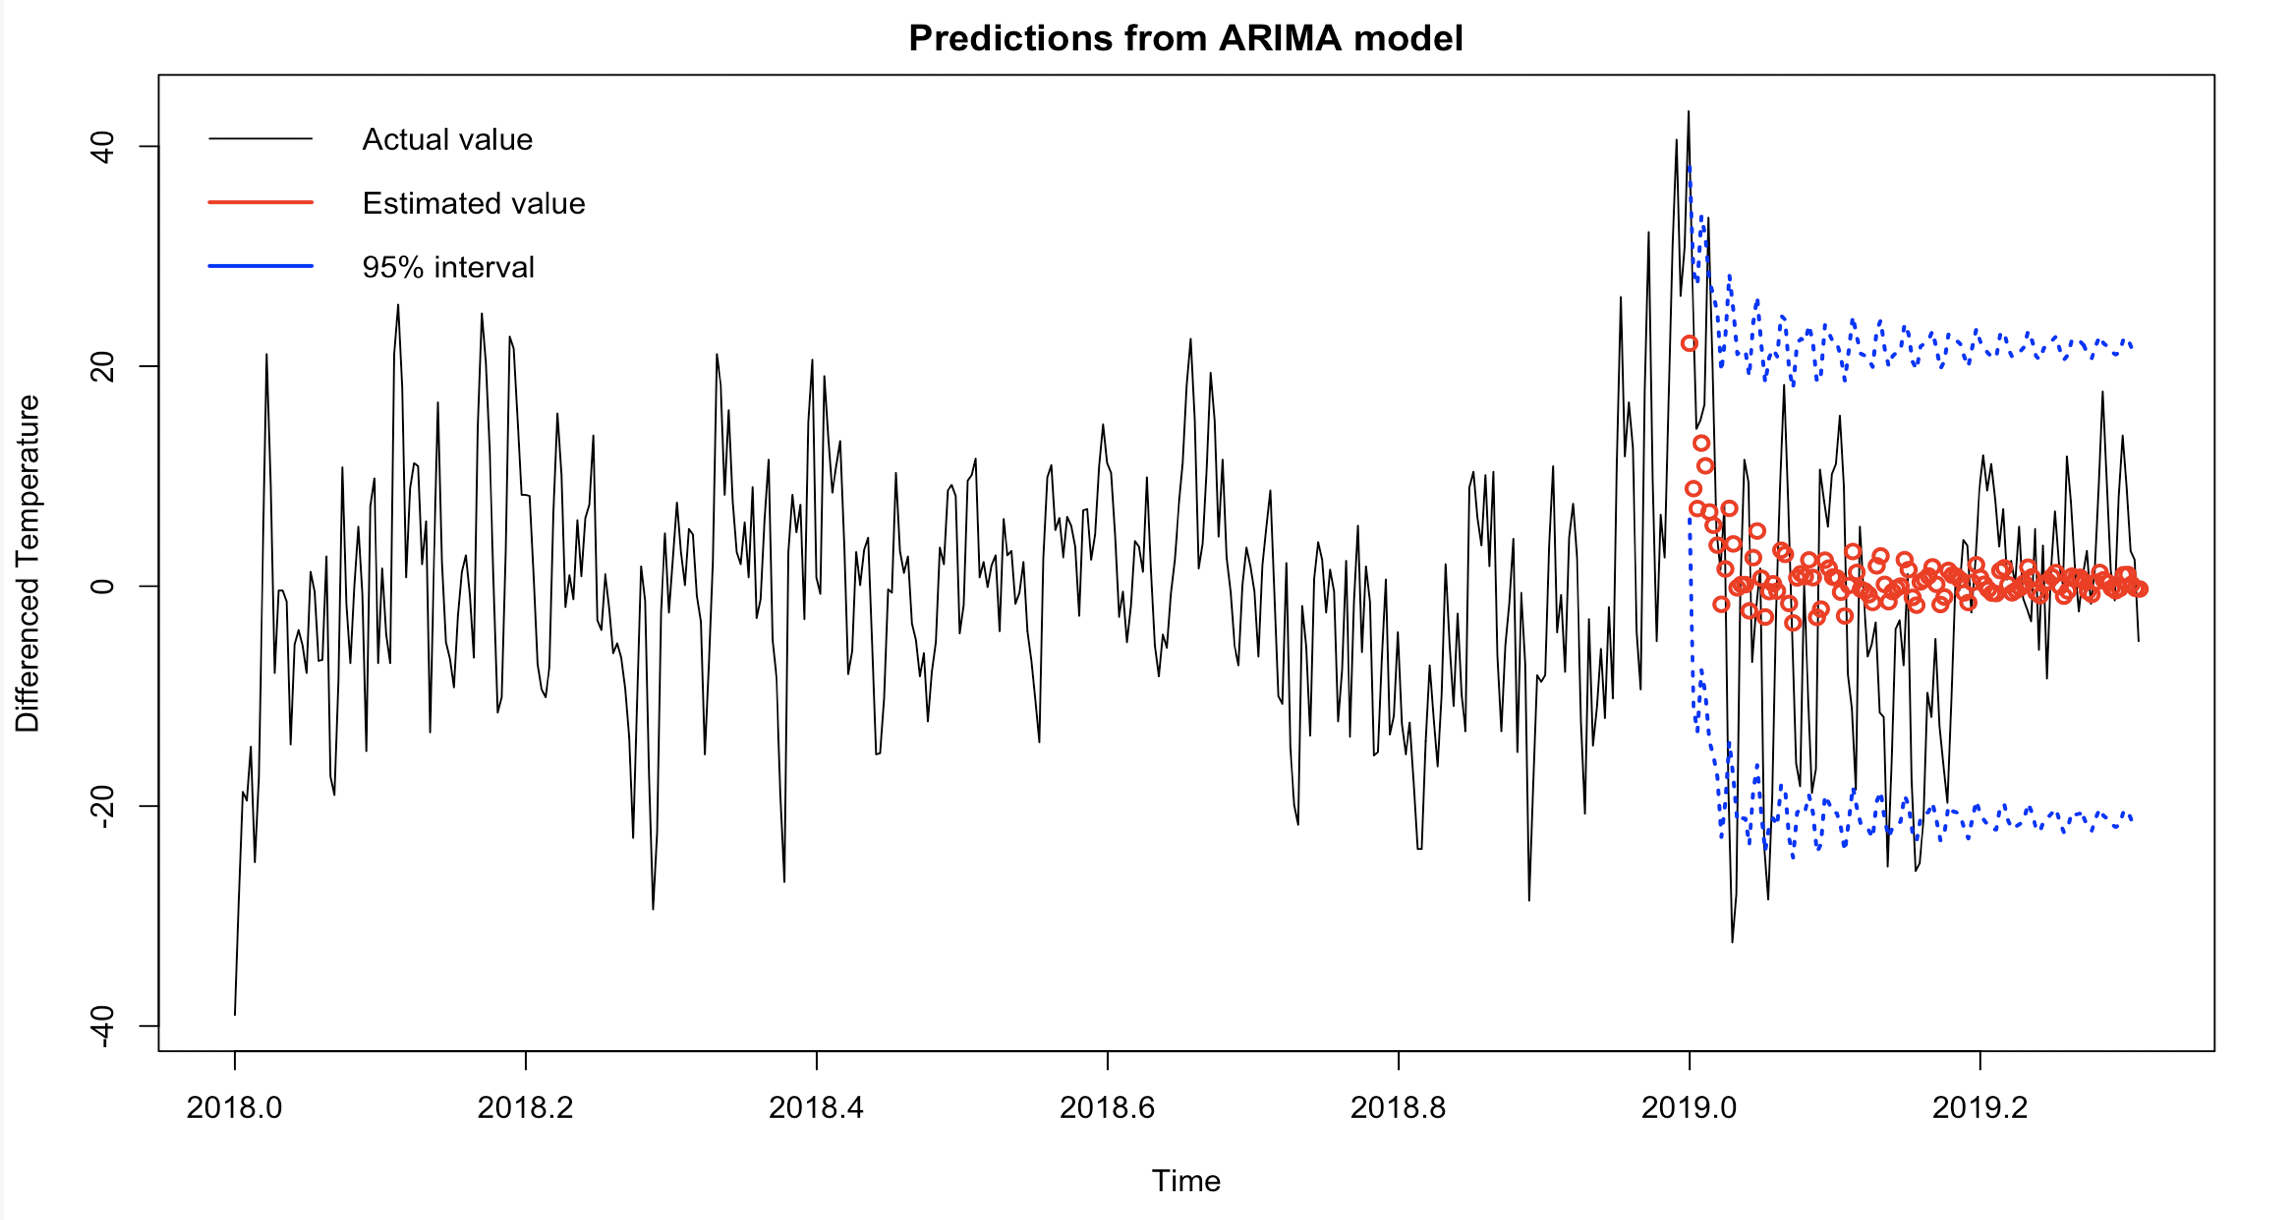 Predictions from ARIMA model
Actual value
Estimated value
95% interval
Differenced Temperature
40
20
0
-20
-40
2018.0 2018.2 2018.4 2018.6 2018.8 2019.0 2019.2
Time